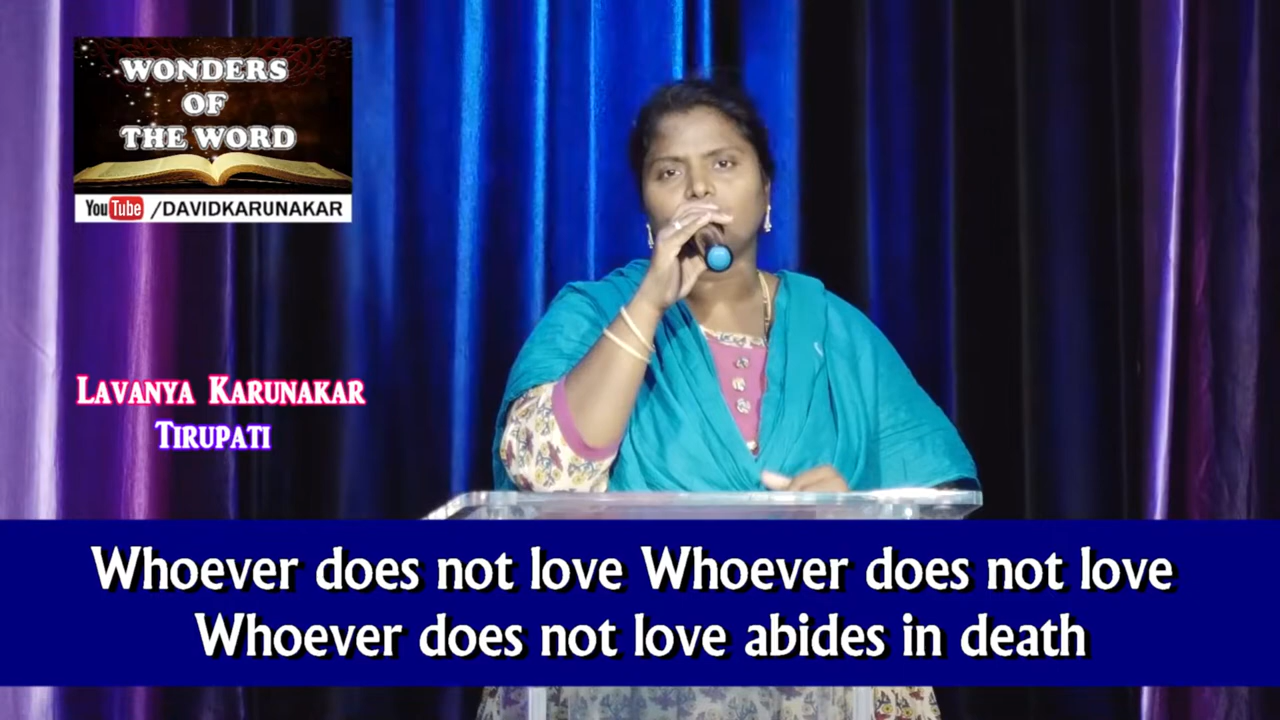 WONDERS
OF
THE WORD
YouTube /DAVIDKARUNAKAR
LAVANYA KARUNAKAR
TIRUPATI
Whoever does not love Whoever does not love
Whoever does not love abides in death